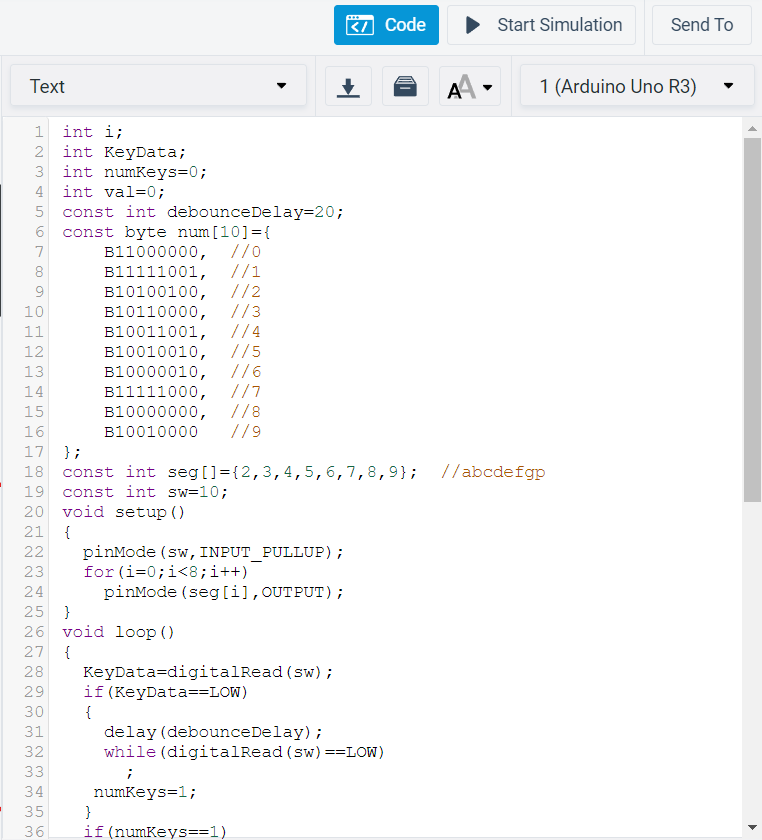 Code Start Simulation Send To
Text 1 (Arduino Uno R3)
1 int i;
2 int KeyData;
3 int numKeys=0;
4 int val=0;
5 const int debounceDelay=20;
6 const byte num[10]={
7     B11000000,  //0
8     B11111001,  //1
9     B10100100,  //2
10     B10110000,  //3
11     B10011001,  //4
12     B10010010,  //5
13     B10000010,  //6
14     B11111000,  //7
15     B10000000,  //8
16     B10010000   //9
17 };
18 const int seg[]={2,3,4,5,6,7,8,9};  //abcdefgp
19 const int sw=10;
20 void setup()
21 {
22   pinMode(sw,INPUT_PULLUP);
23   for(i=0;i<8;i++)
24     pinMode(seg[i],OUTPUT);
25 }
26 void loop()
27 {
28   KeyData=digitalRead(sw);
29   if(KeyData==LOW)
30   {
31     delay(debounceDelay);
32     while(digitalRead(sw)==LOW)
33       ;
34    numKeys=1;
35   }
36   if(numKeys==1)